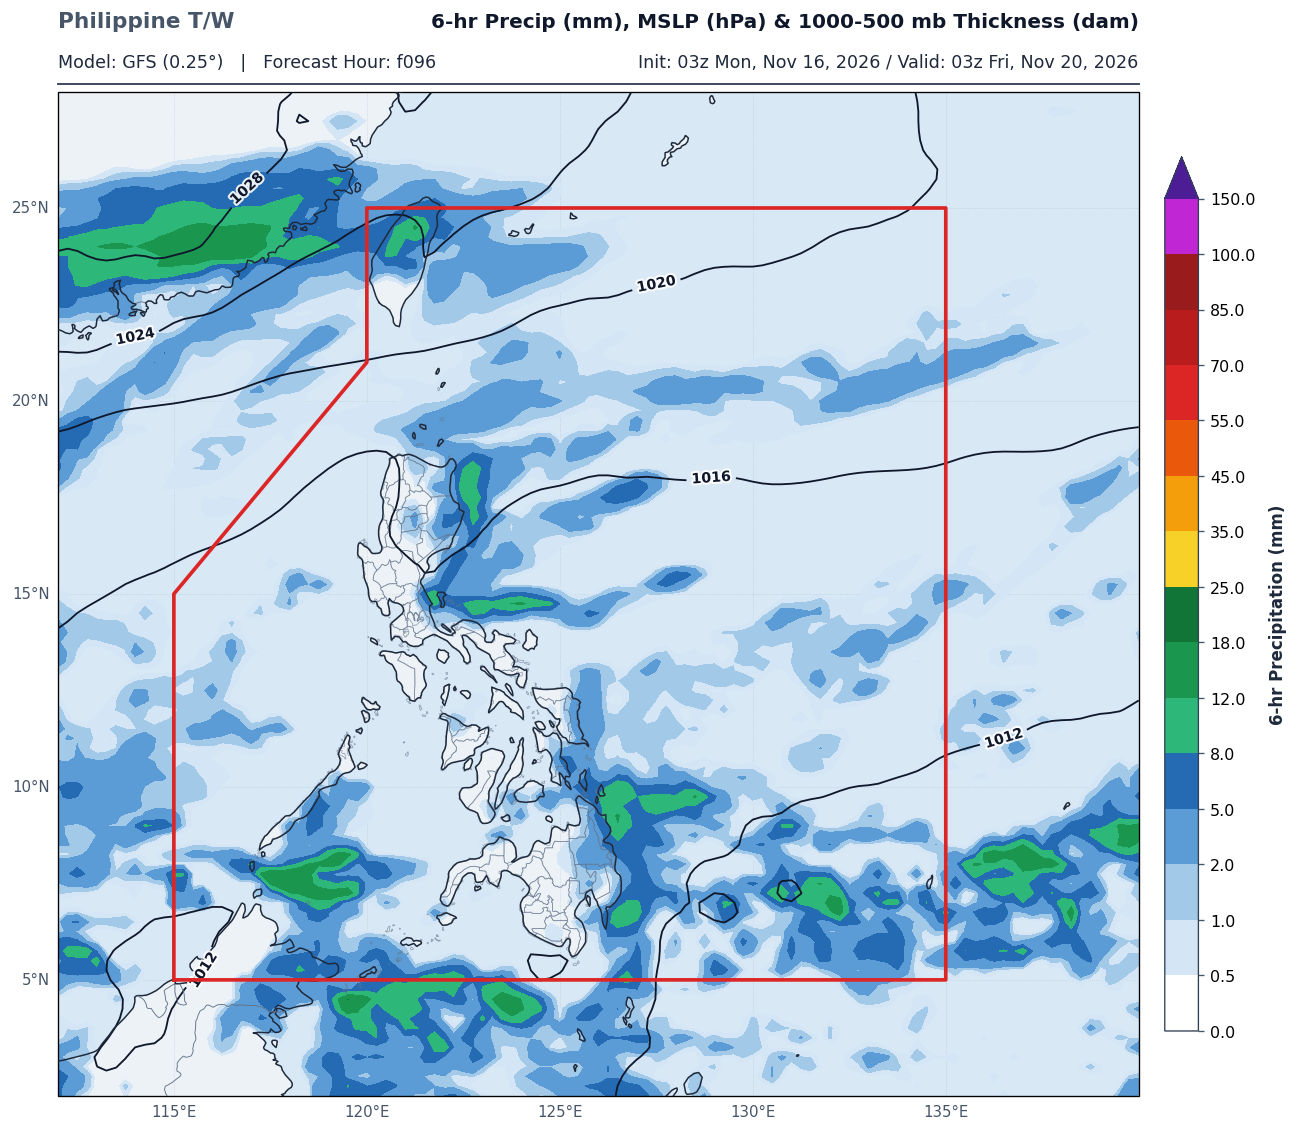 Philippine T/W
6-hr Precip (mm), MSLP (hPa) & 1000-500 mb Thickness (dam)
Model: GFS (0.25°) | Forecast Hour: f096
Init: 03z Mon, Nov 16, 2026 / Valid: 03z Fri, Nov 20, 2026
25°N
20°N
15°N
10°N
5°N
115°E
120°E
125°E
130°E
135°E
1028
1024
1020
1016
1012
1012
150.0
100.0
85.0
70.0
55.0
45.0
35.0
25.0
18.0
12.0
8.0
5.0
2.0
1.0
0.5
0.0
6-hr Precipitation (mm)